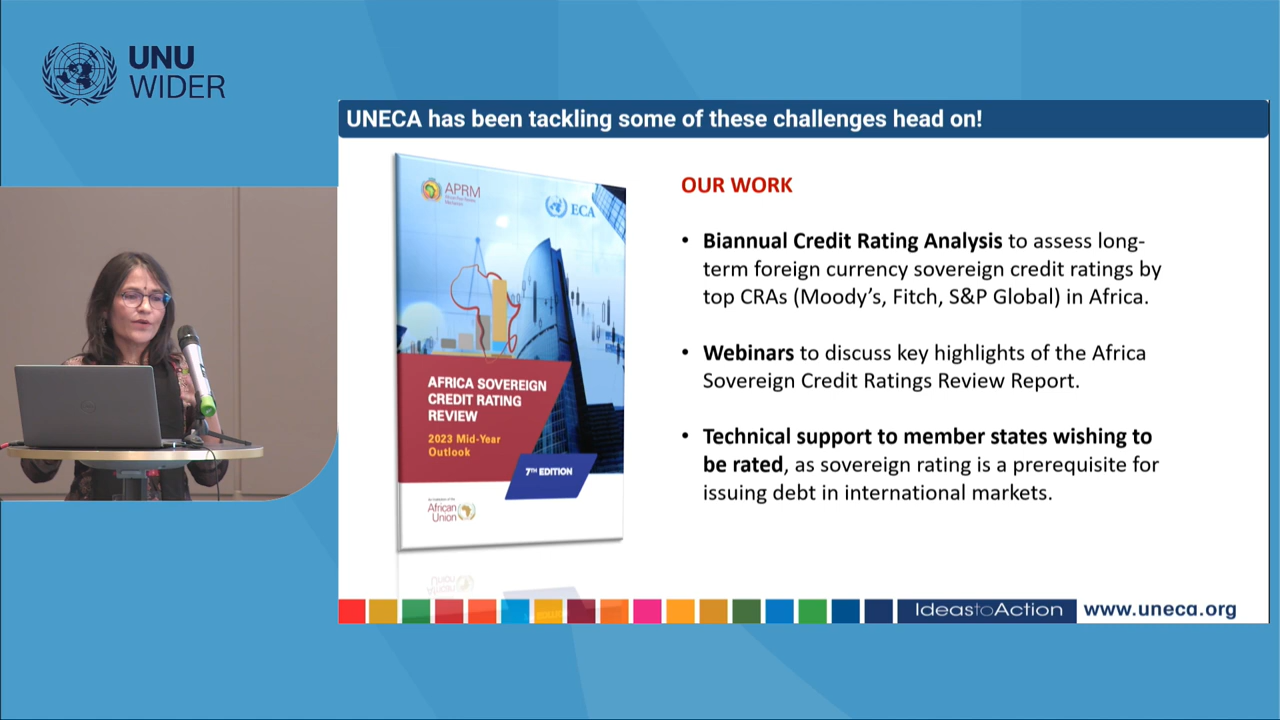 UNU
WIDER
UNECA has been tackling some of these challenges head on!
APRM
ECA
AFRICA SOVEREIGN
CREDIT RATING
REVIEW
2023 Mid-Year
Outlook
7TH EDITION
African
Union
OUR WORK
• Biannual Credit Rating Analysis to assess long-
term foreign currency sovereign credit ratings by
top CRAs (Moody's, Fitch, S&P Global) in Africa.
• Webinars to discuss key highlights of the Africa
Sovereign Credit Ratings Review Report.
• Technical support to member states wishing to
be rated, as sovereign rating is a prerequisite for
issuing debt in international markets.
IdeastoAction
www.uneca.org